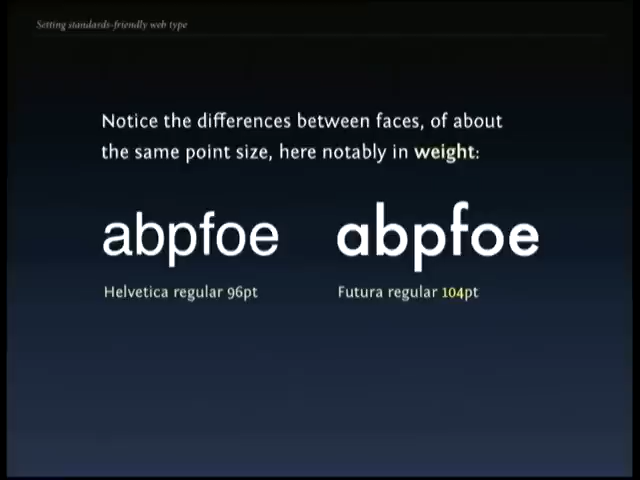 Setting standards-friendly web type
Notice the differences between faces, of about
the same point size, here notably in weight:
abpfoe abpfoe
Helvetica regular 96pt Futura regular 104pt